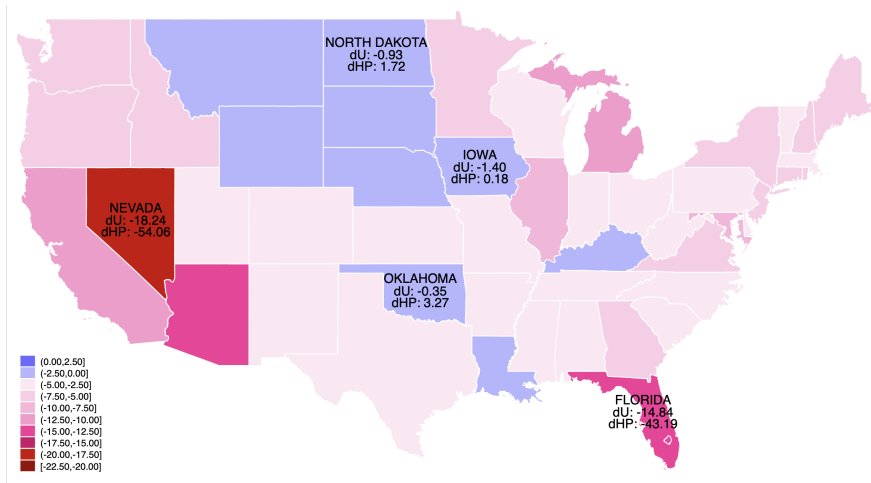 NORTH DAKOTA
dU: -0.93
dHP: 1.72
IOWA
dU: -1.40
dHP: 0.18
NEVADA
dU: -18.24
dHP: -54.06
OKLAHOMA
dU: -0.35
dHP: 3.27
FLORIDA
dU: -14.84
dHP: -43.19
(0.00,2.50]
(-2.50,0.00]
(-5.00,-2.50]
(-7.50,-5.00]
(-10.00,-7.50]
(-12.50,-10.00]
(-15.00,-12.50]
(-17.50,-15.00]
(-20.00,-17.50]
[-22.50,-20.00]